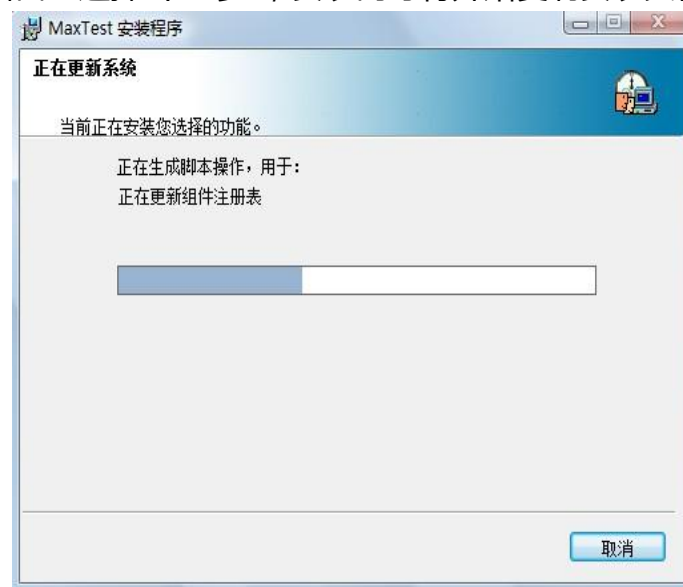 MaxTest 安装程序
正在更新系统
当前正在安装您选择的功能。
正在生成脚本操作，用于：
正在更新组件注册表
取消